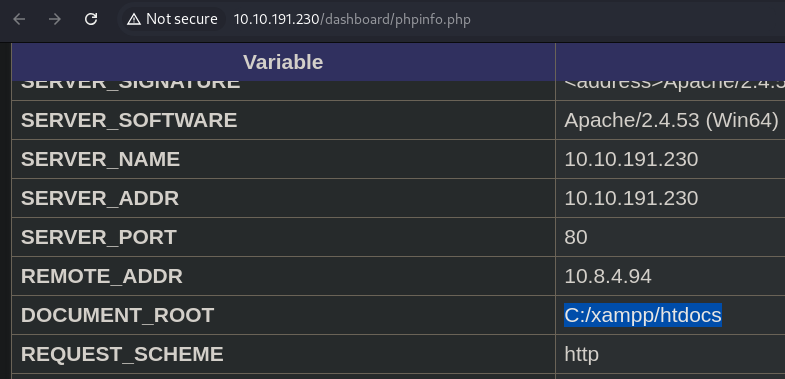 Not secure 10.10.191.230/dashboard/phpinfo.php
Variable
SERVER_SIGNATURE <address>Apache/2.4.5
SERVER_SOFTWARE Apache/2.4.53 (Win64)
SERVER_NAME 10.10.191.230
SERVER_ADDR 10.10.191.230
SERVER_PORT 80
REMOTE_ADDR 10.8.4.94
DOCUMENT_ROOT C:/xampp/htdocs
REQUEST_SCHEME http